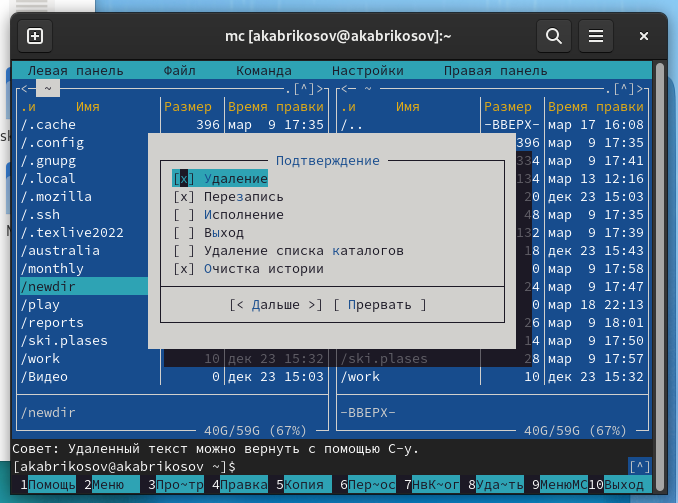 mc [akabrikosov@akabrikosov]:~
Левая панель Файл Команда Настройки Правая панель
<— ~ .[^]> <— ~ .[^]>
.и Имя Размер Время правки .и Имя Размер Время правки
/.cache 396 мар 9 17:35 /.. -ВВЕРХ- мар 17 16:08
/.config 396 мар 9 17:35
/.gnupg 334 мар 9 17:41
/.local 134 мар 13 12:16
/.mozilla 20 дек 23 15:03
/.ssh 48 мар 9 17:35
/.texlive2022 132 мар 9 17:39
/australia 18 дек 23 15:43
/monthly 0 мар 9 17:58
/newdir 24 мар 9 17:47
/play 0 мар 18 22:13
/reports 26 мар 9 18:01
/ski.plases 14 мар 9 17:50
/work 10 дек 23 15:32 /ski.plases 28 мар 9 17:57
/Видео 0 дек 23 15:03 /work 10 дек 23 15:32
Подтверждение
[x] Удаление
[x] Перезапись
[ ] Исполнение
[ ] Выход
[ ] Удаление списка каталогов
[x] Очистка истории
[< Дальше >] [ Прервать ]
/newdir -ВВЕРХ-
40G/59G (67%) 40G/59G (67%)
Совет: Удаленный текст можно вернуть с помощью C-y.
[akabrikosov@akabrikosov ~]$ [^]
1Помощь 2Меню 3Про~тр 4Правка 5Копия 6Пер~ос 7НвК~ог 8Уда~ть 9МенюMC 10Выход